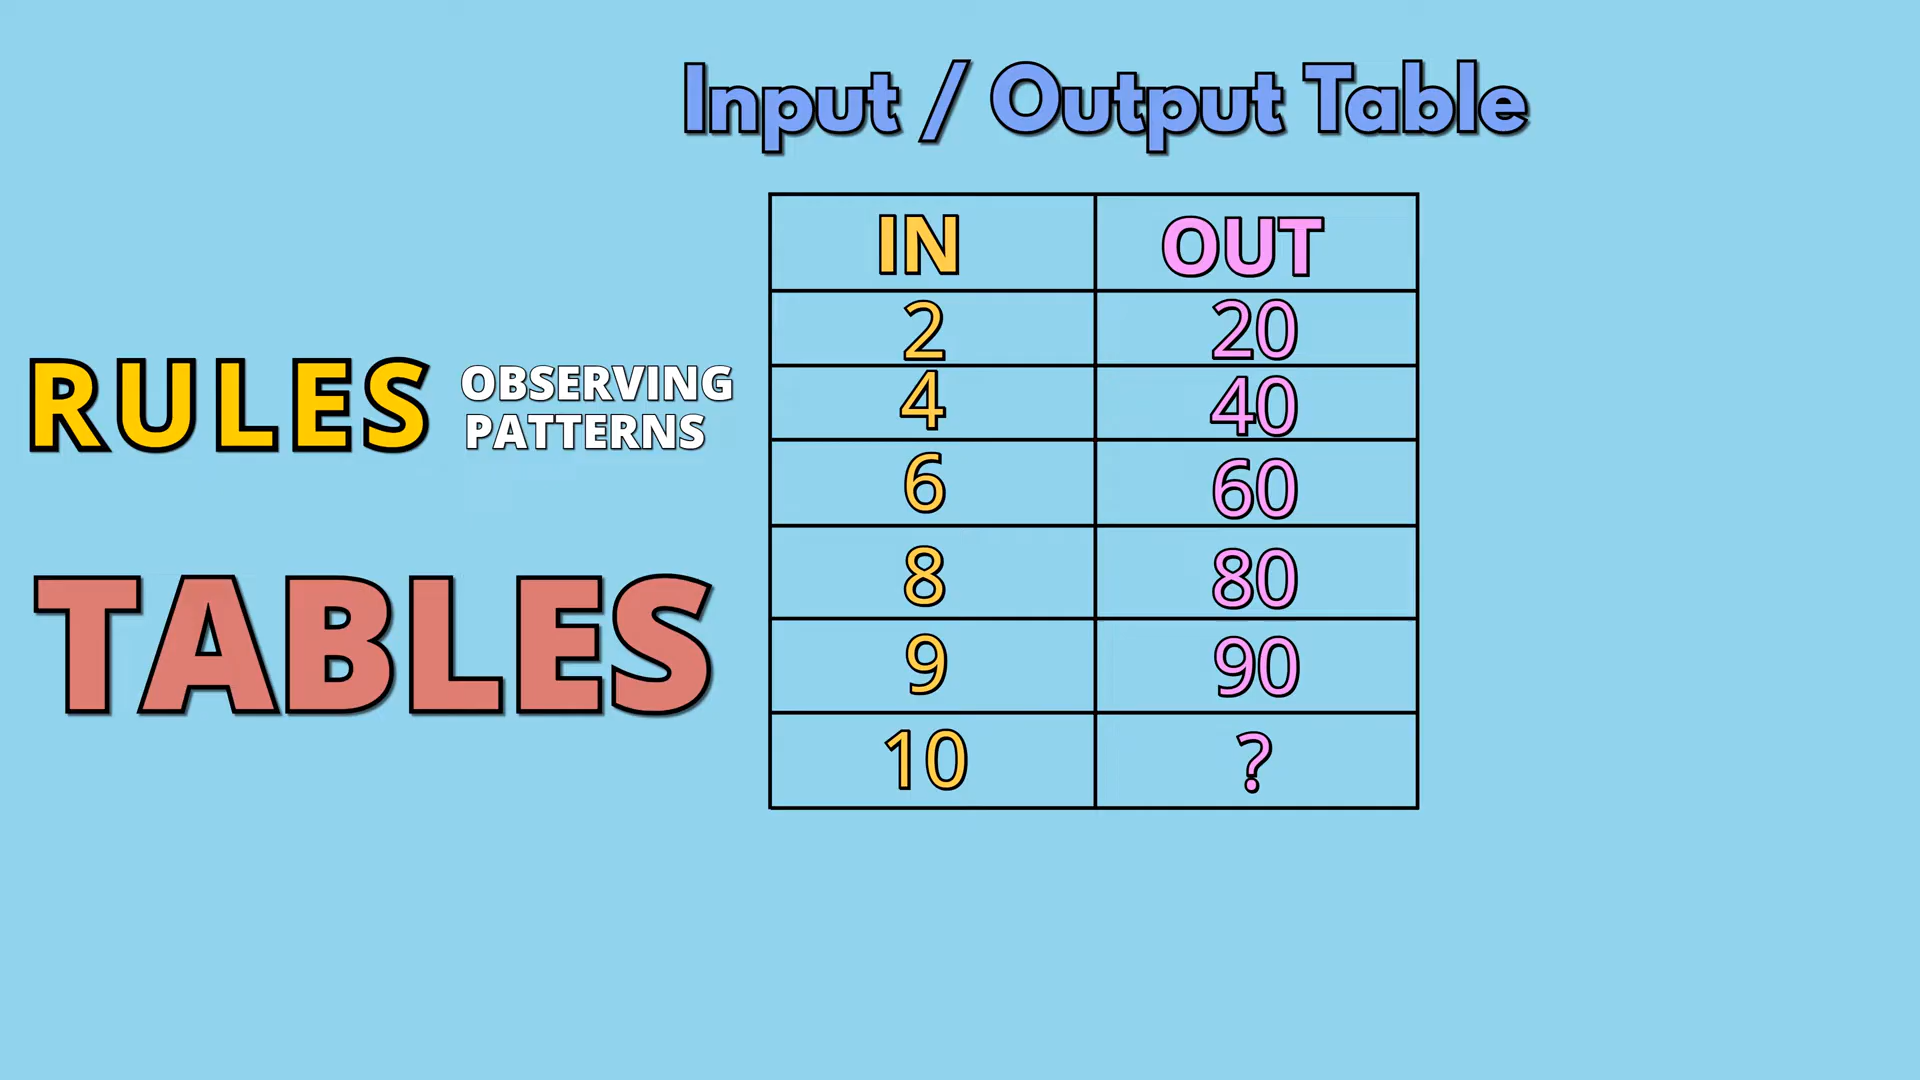 Input / Output Table
RULES
OBSERVING
PATTERNS
TABLES
IN OUT
2 20
4 40
6 60
8 80
9 90
10 ?